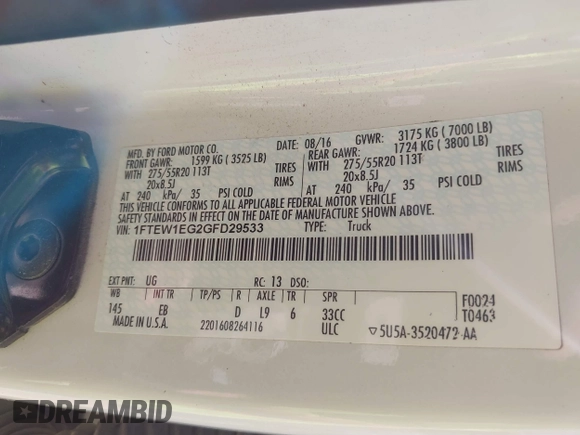 MFD. BY FORD MOTOR CO.
DATE: 08/16 GVWR: 3175 KG ( 7000 LB)
FRONT GAWR: 1599 KG ( 3525 LB) REAR GAWR: 1724 KG ( 3800 LB)
WITH 275/55R20 113T TIRES WITH 275/55R20 113T TIRES
20x8.5J RIMS 20x8.5J RIMS
AT 240 kPa/ 35 PSI COLD AT 240 kPa/ 35 PSI COLD
THIS VEHICLE CONFORMS TO ALL APPLICABLE FEDERAL MOTOR VEHICLE
SAFETY STANDARDS IN EFFECT ON THE DATE OF MANUFACTURE SHOWN ABOVE.
VIN: 1FTEW1EG2GFD29533 TYPE: Truck
EXT PNT: UG RC: 13 DSO:
WB INT TR TP/PS R AXLE TR SPR F0024
145 EB D L9 6 33CC T0463
MADE IN U.S.A. 2201608264116 ULC ▽5U5A-3520472-AA
DREAMBID